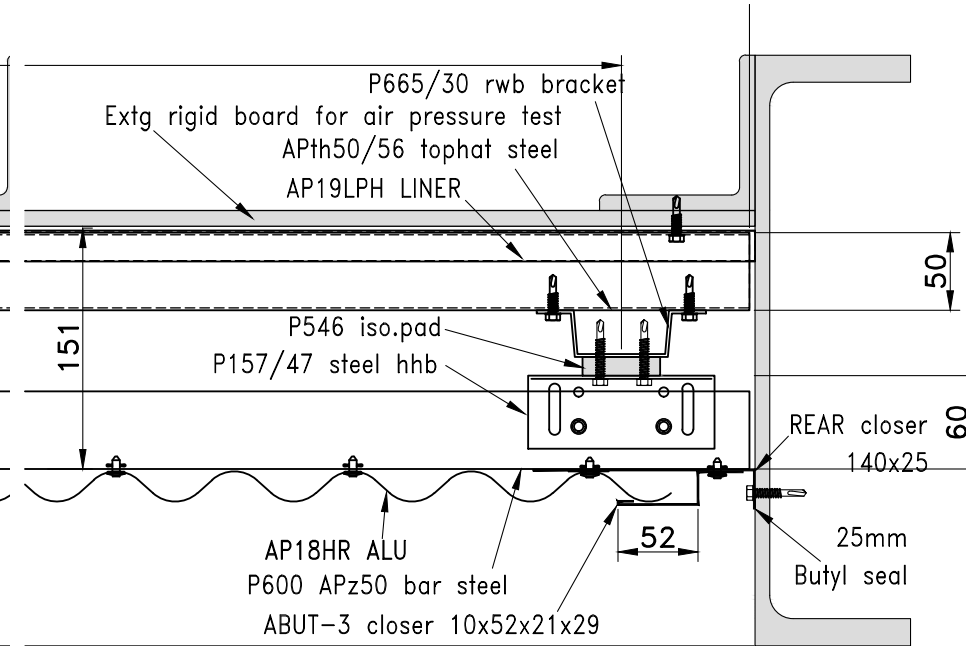 P665/30 rwb bracket
Extg rigid board for air pressure test
APth50/56 tophat steel
AP19LPH LINER
50
P546 iso.pad
151
P157/47 steel hhb
60
REAR closer
140x25
52
25mm
AP18HR ALU
Butyl seal
P600 APz50 bar steel
ABUT-3 closer 10x52x21x29